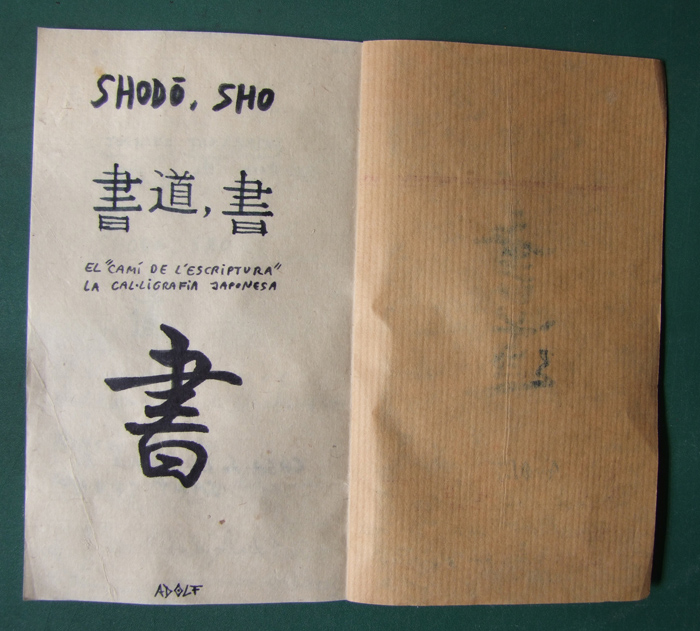 SHODŌ, SHO
書道, 書
EL "CAMÍ DE L'ESCRIPTURA"
LA CAL·LIGRAFIA JAPONESA
書
ADOLF